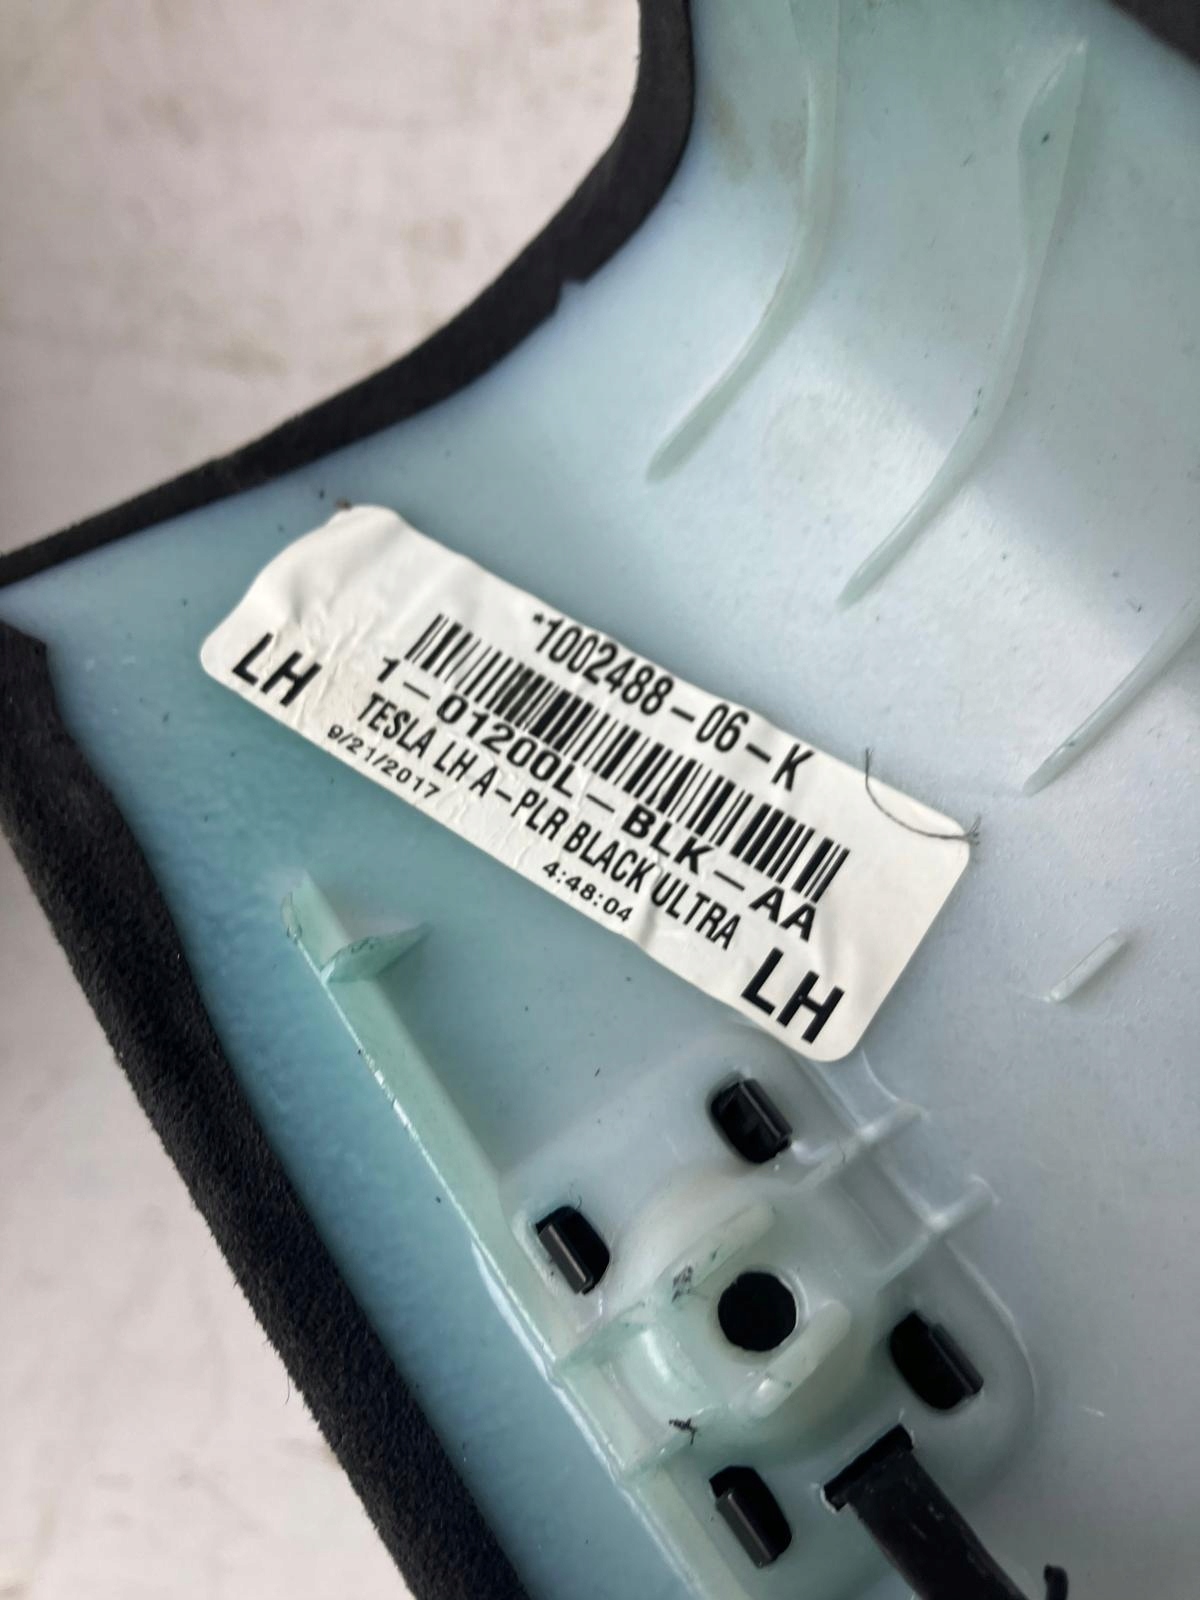 *1002488-06-K
LH
1-01200L-BLK-AA
TESLA LH A-PLR BLACK ULTRA
9/21/2017 4:48:04
LH